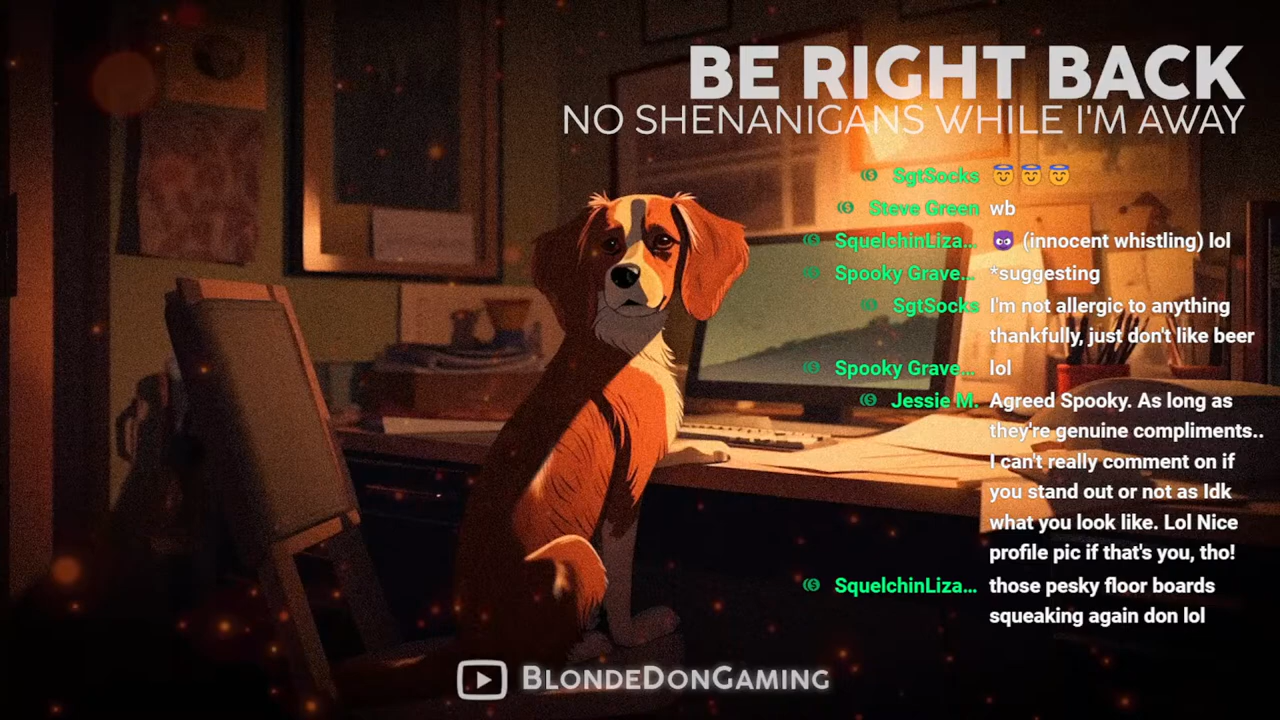 BE RIGHT BACK
NO SHENANIGANS WHILE I'M AWAY
SgtSocks 😇😇😇
Steve Green wb
SquelchinLiza... 😈 (innocent whistling) lol
Spooky Grave... *suggesting
SgtSocks I'm not allergic to anything
thankfully, just don't like beer
Spooky Grave... lol
Jessie M. Agreed Spooky. As long as
they're genuine compliments..
I can't really comment on if
you stand out or not as Idk
what you look like. Lol Nice
profile pic if that's you, tho!
SquelchinLiza... those pesky floor boards
squeaking again don lol
BLONDEDONGAMING